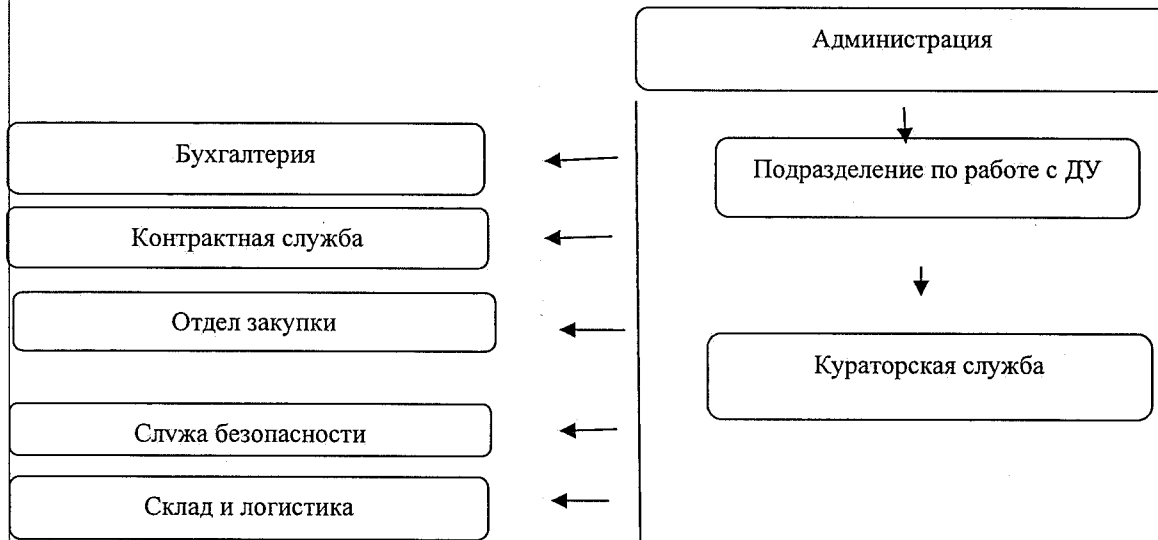 Администрация
Бухгалтерия
Подразделение по работе с ДУ
Контрактная служба
Отдел закупки
Кураторская служба
Служа безопасности
Склад и логистика